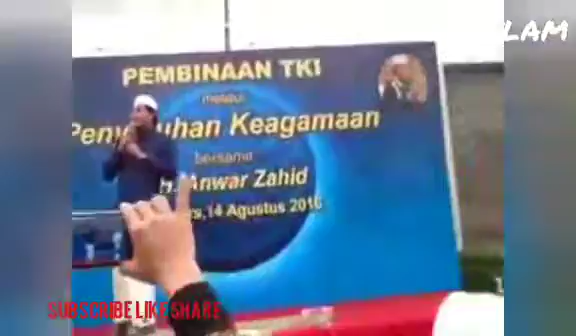 LAM
PEMBINAAN TKI
melalui
Keagamaan
bersama
H. Anwar Zahid
14 Agustus 2016
SUBSCRIBE LIKE SHARE